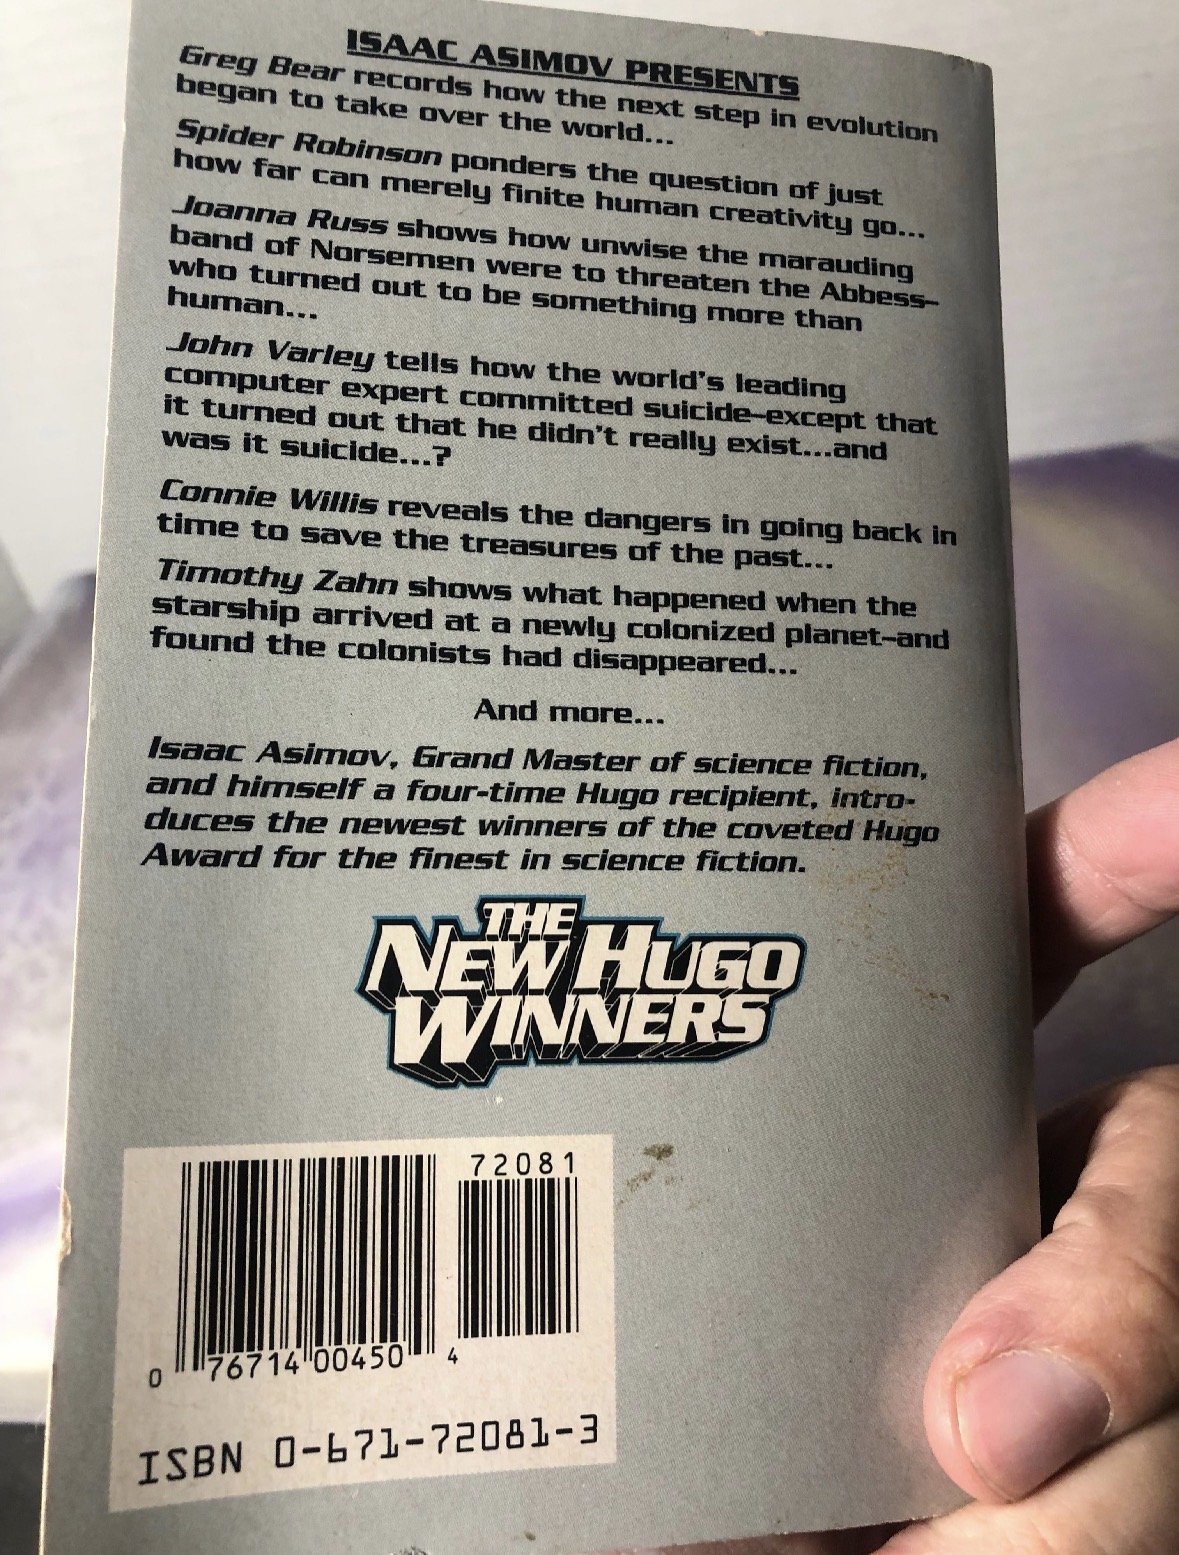 ISAAC ASIMOV PRESENTS
Greg Bear records how the next step in evolution
began to take over the world...
Spider Robinson ponders the question of just
how far can merely finite human creativity go...
Joanna Russ shows how unwise the marauding
band of Norsemen were to threaten the Abbess–
who turned out to be something more than
human...
John Varley tells how the world's leading
computer expert committed suicide–except that
it turned out that he didn't really exist...and
was it suicide...?
Connie Willis reveals the dangers in going back in
time to save the treasures of the past...
Timothy Zahn shows what happened when the
starship arrived at a newly colonized planet–and
found the colonists had disappeared...
And more...
Isaac Asimov, Grand Master of science fiction,
and himself a four-time Hugo recipient, intro-
duces the newest winners of the coveted Hugo
Award for the finest in science fiction.
THE
NEW HUGO
WINNERS
72081
0 76714 00450 4
ISBN 0-671-72081-3